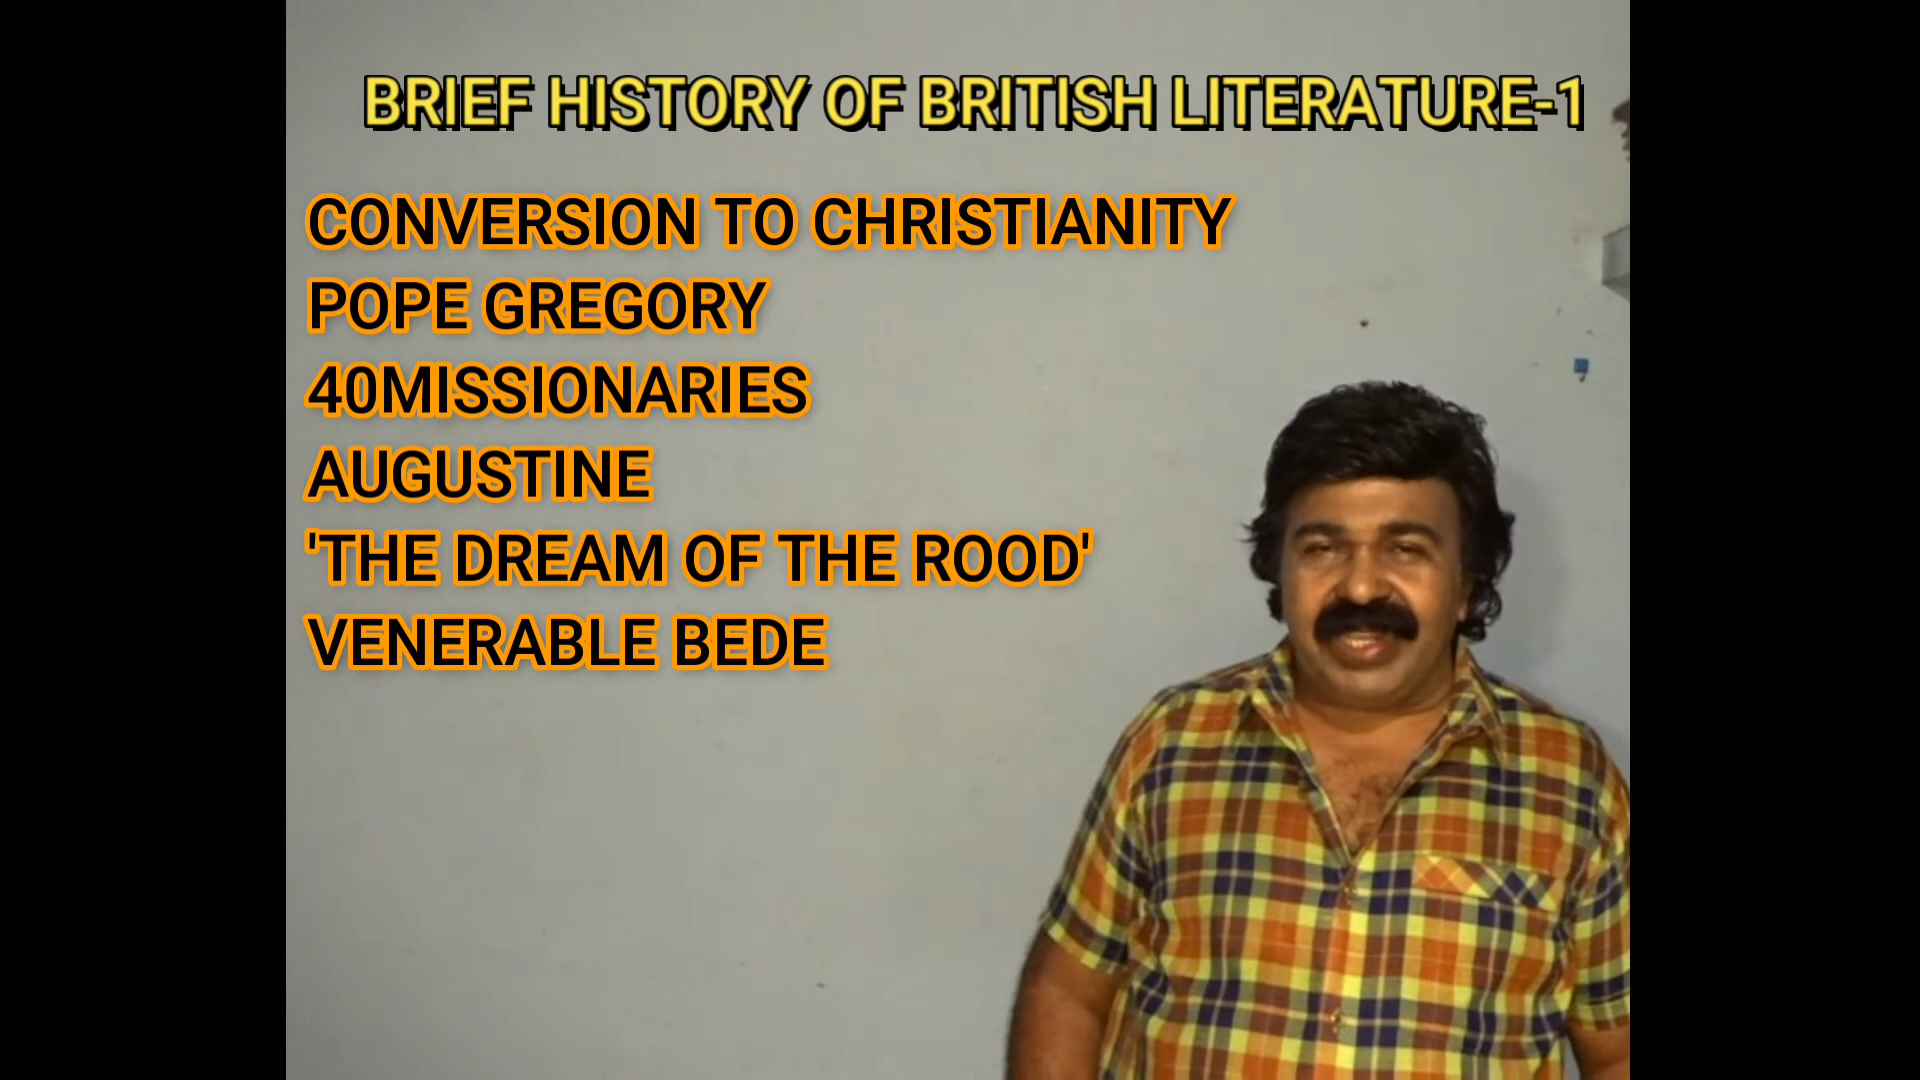 BRIEF HISTORY OF BRITISH LITERATURE-1
CONVERSION TO CHRISTIANITY
POPE GREGORY
40MISSIONARIES
AUGUSTINE
'THE DREAM OF THE ROOD'
VENERABLE BEDE